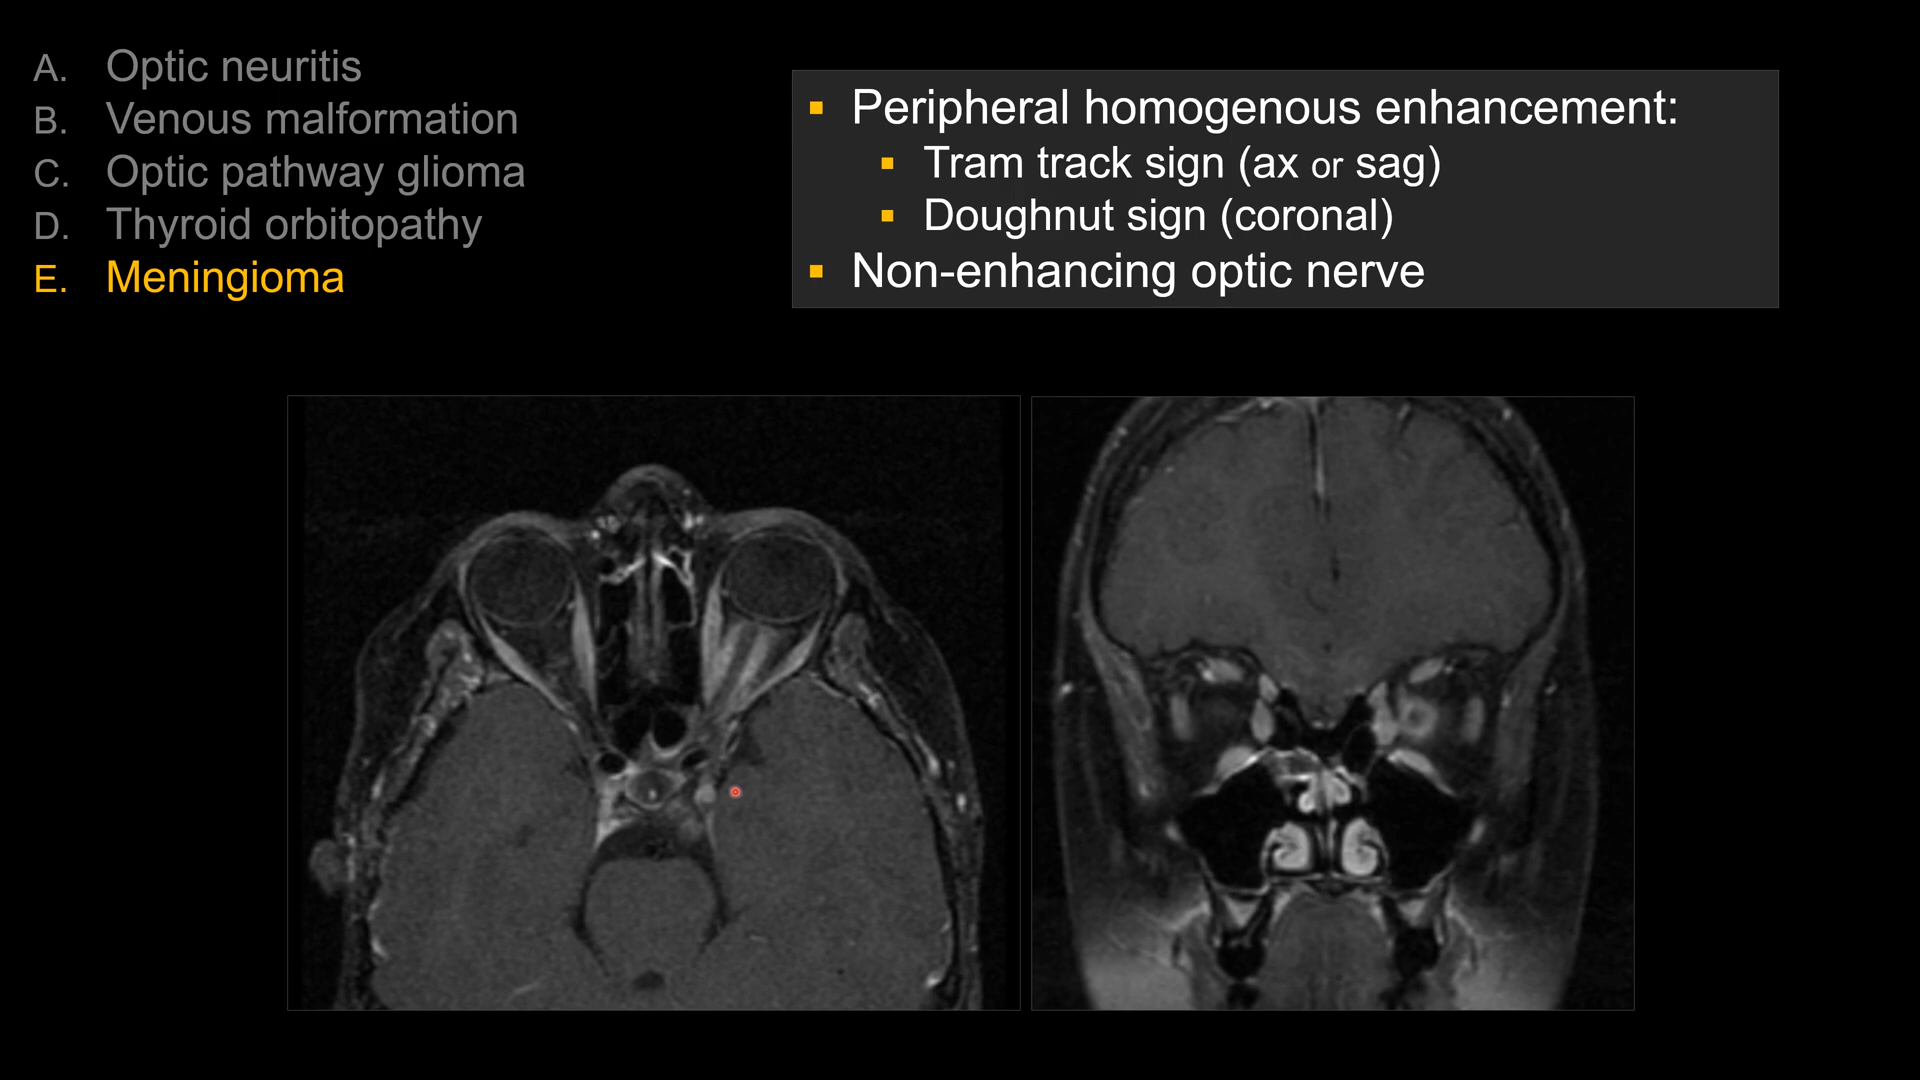 A. Optic neuritis
B. Venous malformation
C. Optic pathway glioma
D. Thyroid orbitopathy
E. Meningioma
Peripheral homogenous enhancement:
Tram track sign (ax or sag)
Doughnut sign (coronal)
Non-enhancing optic nerve